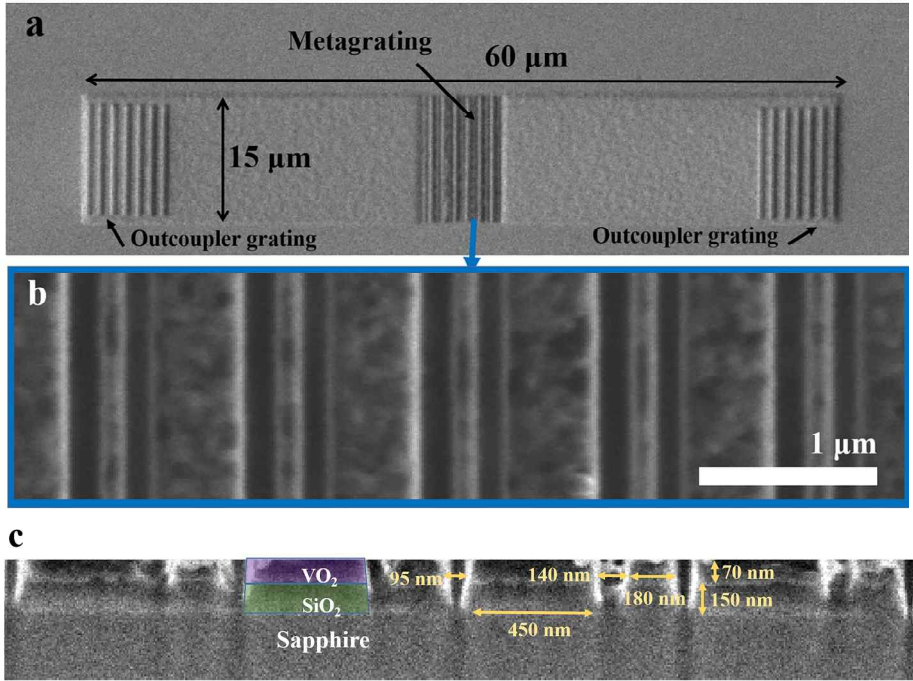 a
Metagrating
60 μm
15 μm
Outcoupler grating
Outcoupler grating
b
1 μm
c
VO₂
SiO₂
Sapphire
95 nm
450 nm
140 nm
180 nm
70 nm
150 nm